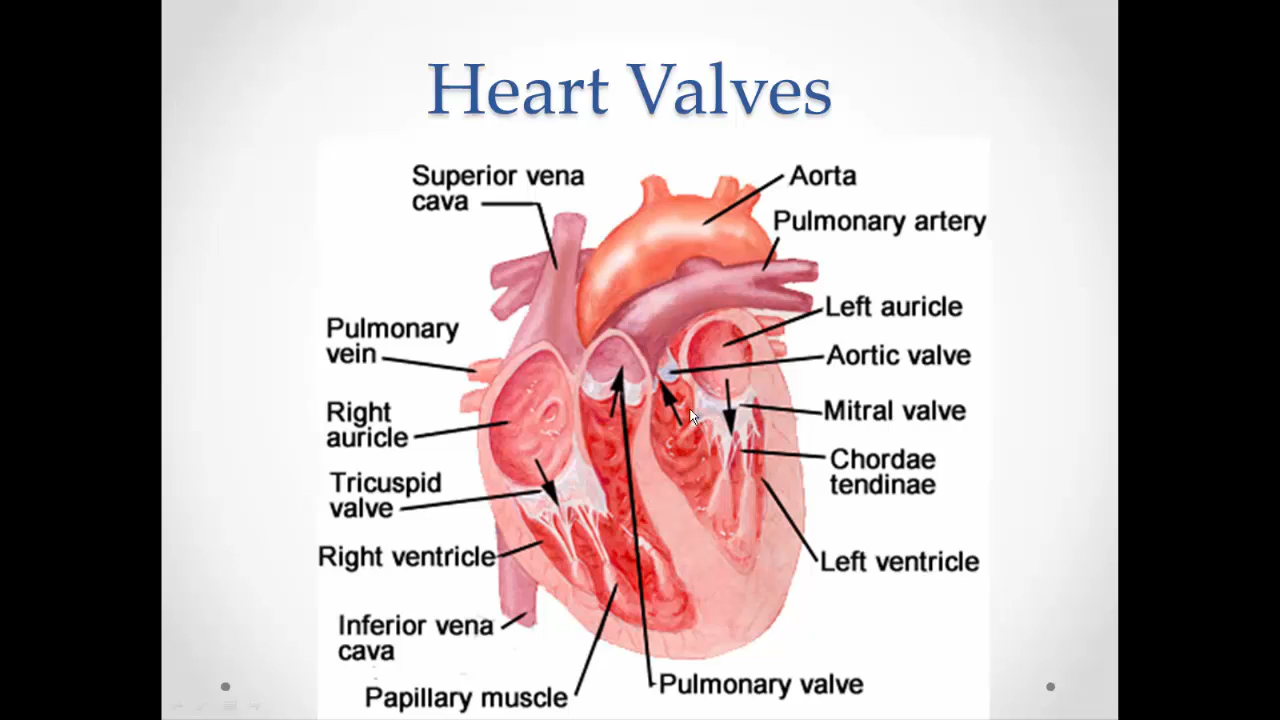 Heart Valves
Superior vena
cava
Aorta
Pulmonary artery
Left auricle
Pulmonary
vein
Aortic valve
Right
auricle
Mitral valve
Chordae
tendinae
Tricuspid
valve
Right ventricle
Left ventricle
Inferior vena
cava
Papillary muscle
Pulmonary valve